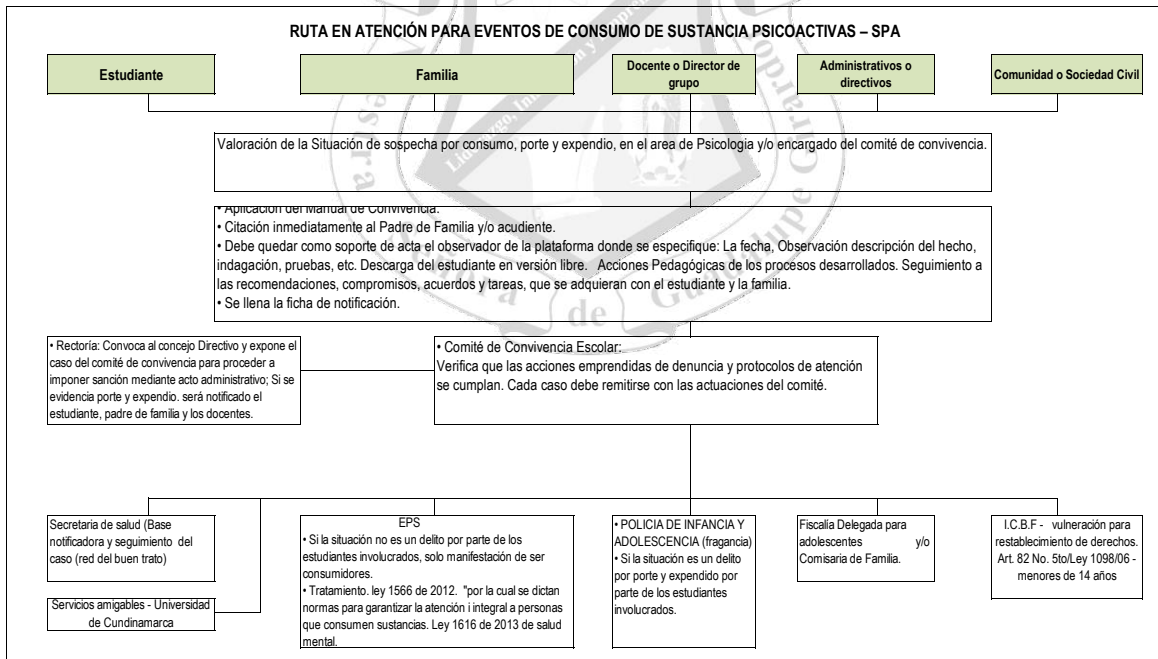 RUTA EN ATENCIÓN PARA EVENTOS DE CONSUMO DE SUSTANCIA PSICOACTIVAS – SPA
Estudiante
Familia
Docente o Director de
grupo
Administrativos o
directivos
Comunidad o Sociedad Civil
Valoración de la Situación de sospecha por consumo, porte y expendio, en el area de Psicologia y/o encargado del comité de convivencia.
• Aplicación del Manual de Convivencia.
• Citación inmediatamente al Padre de Familia y/o acudiente.
• Debe quedar como soporte de acta el observador de la plataforma donde se especifique: La fecha, Observación descripción del hecho,
indagación, pruebas, etc. Descarga del estudiante en versión libre. Acciones Pedagógicas de los procesos desarrollados. Seguimiento a
las recomendaciones, compromisos, acuerdos y tareas, que se adquieran con el estudiante y la familia.
• Se llena la ficha de notificación.
• Rectoría: Convoca al concejo Directivo y expone el
caso del comité de convivencia para proceder a
imponer sanción mediante acto administrativo; Si se
evidencia porte y expendio. será notificado el
estudiante, padre de familia y los docentes.
• Comité de Convivencia Escolar:
Verifica que las acciones emprendidas de denuncia y protocolos de atención
se cumplan. Cada caso debe remitirse con las actuaciones del comité.
Secretaria de salud (Base
notificadora y seguimiento del
caso (red del buen trato)
Servicios amigables - Universidad
de Cundinamarca
EPS
• Si la situación no es un delito por parte de los
estudiantes involucrados, solo manifestación de ser
consumidores.
• Tratamiento. ley 1566 de 2012. "por la cual se dictan
normas para garantizar la atención i integral a personas
que consumen sustancias. Ley 1616 de 2013 de salud
mental.
• POLICIA DE INFANCIA Y
ADOLESCENCIA (fragancia)
• Si la situación es un delito
por porte y expendido por
parte de los estudiantes
involucrados.
Fiscalía Delegada para
adolescentes y/o
Comisaria de Familia.
I.C.B.F - vulneración para
restablecimiento de derechos.
Art. 82 No. 5to/Ley 1098/06 -
menores de 14 años
estra
Señora de Guadalupe